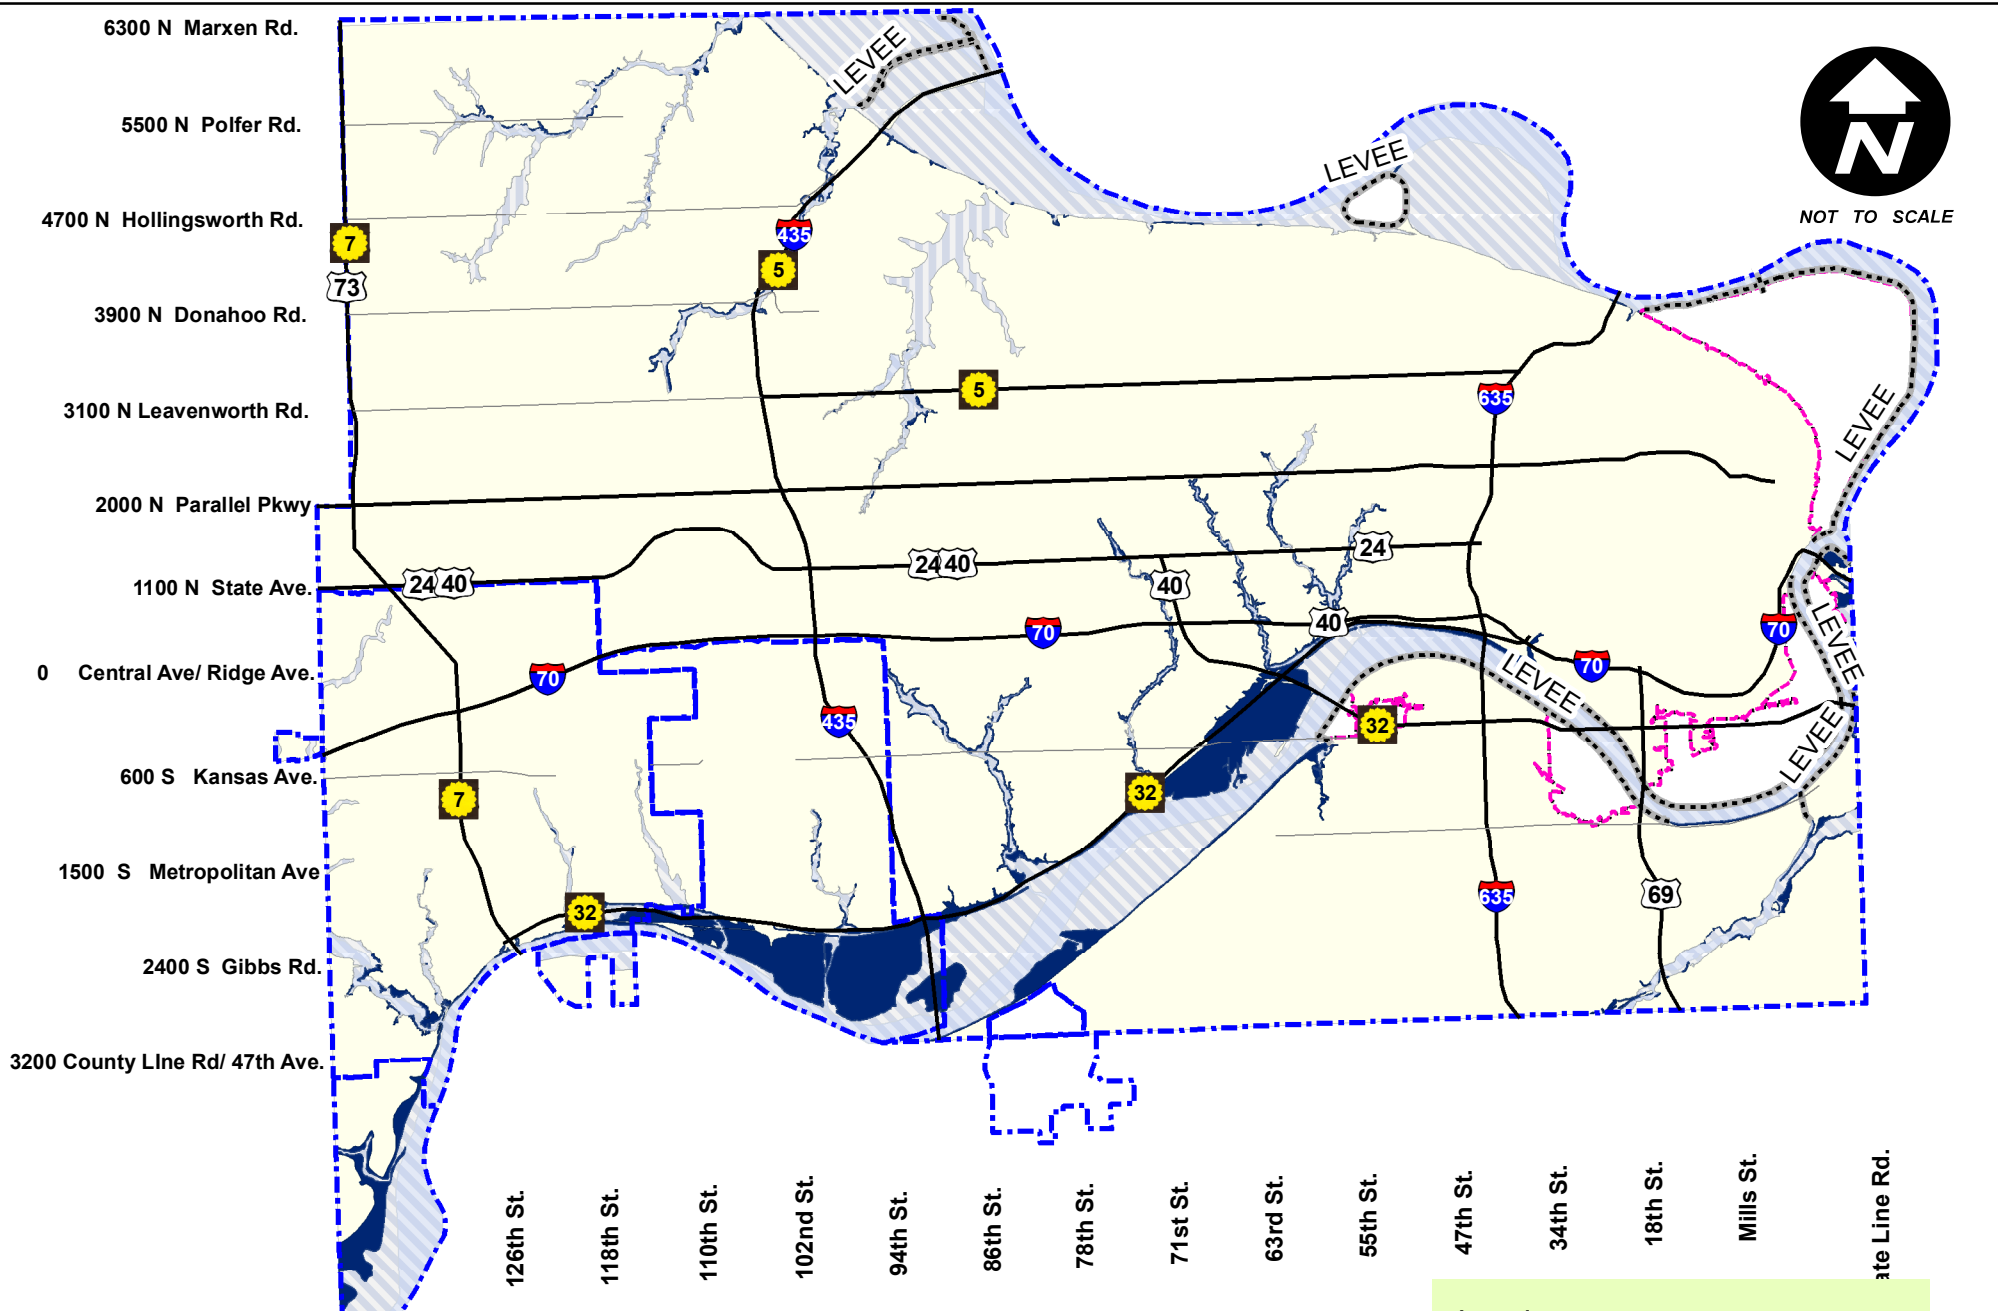 6300 N Marxen Rd.
LEVEE
5500 N Polfer Rd.
LEVEE
N
NOT TO SCALE
4700 N Hollingsworth Rd.
7
435
5
73
3900 N Donahoo Rd.
5
635
3100 N Leavenworth Rd.
LEVEE
2000 N Parallel Pkwy
24 40
24 40
24
40
1100 N State Ave.
40
70
70
LEVEE
0 Central Ave/ Ridge Ave.
70
70
LEVEE
435
32
LEVEE
600 S Kansas Ave.
7
32
1500 S Metropolitan Ave
32
635
69
2400 S Gibbs Rd.
3200 County LIne Rd/ 47th Ave.
126th St.
118th St.
110th St.
102nd St.
94th St.
86th St.
78th St.
71st St.
63rd St.
55th St.
47th St.
34th St.
18th St.
Mills St.
ate Line Rd.